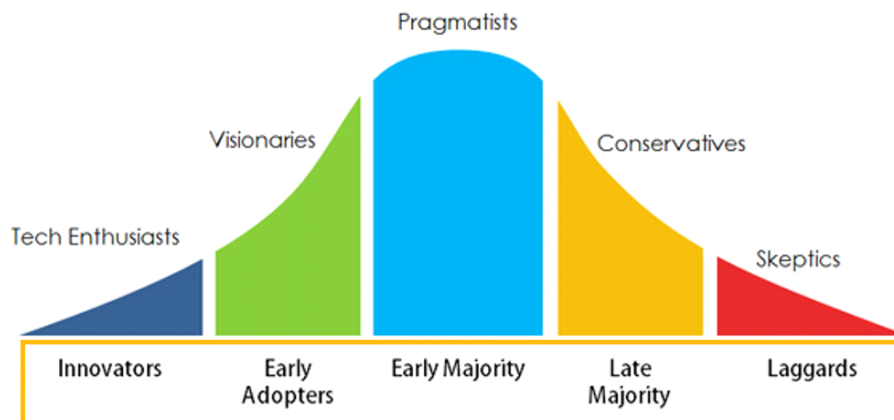 Pragmatists
Visionaries
Conservatives
Tech Enthusiasts
Skeptics
Innovators
Early
Adopters
Early Majority
Late
Majority
Laggards